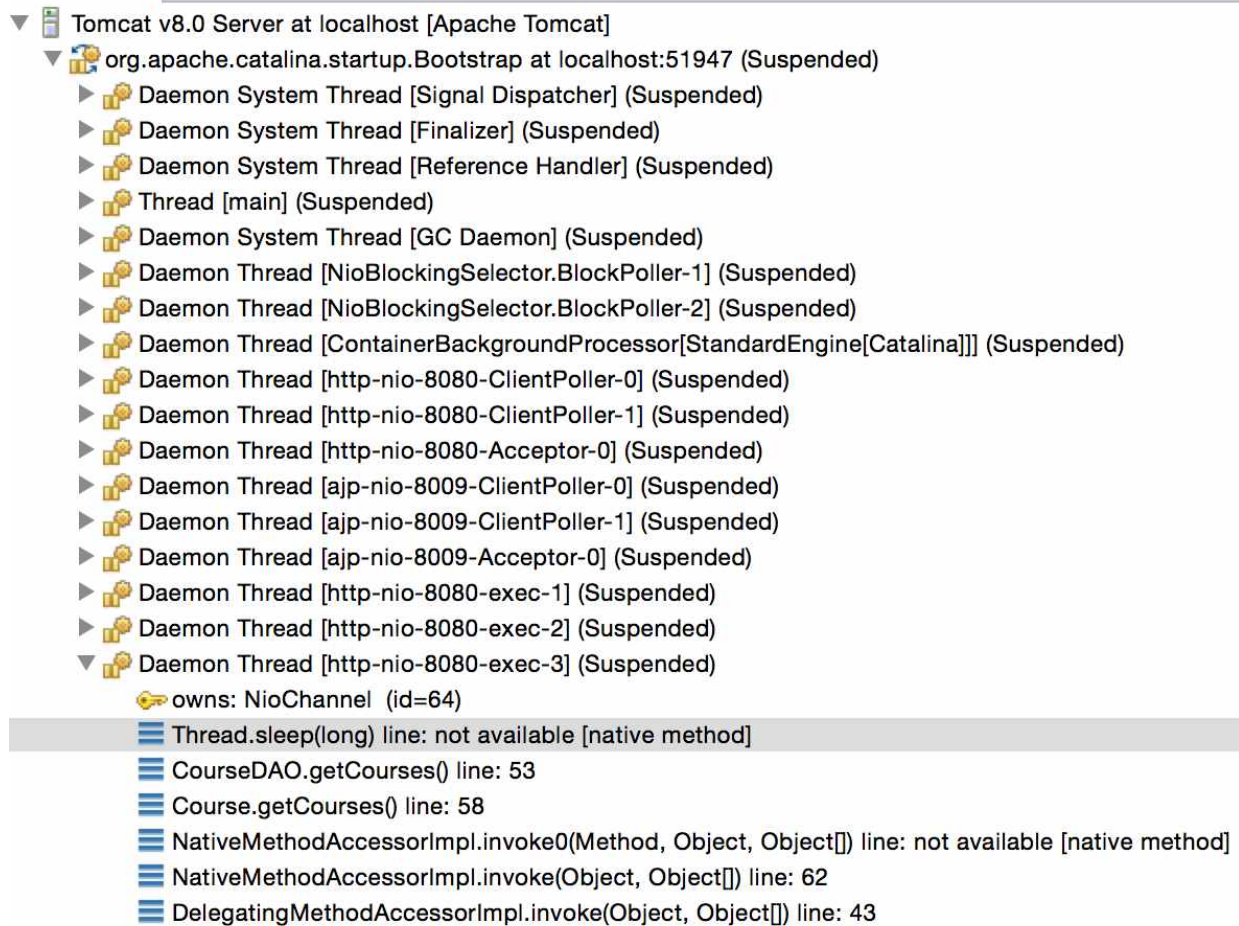 Tomcat v8.0 Server at localhost [Apache Tomcat]
org.apache.catalina.startup.Bootstrap at localhost:51947 (Suspended)
Daemon System Thread [Signal Dispatcher] (Suspended)
Daemon System Thread [Finalizer] (Suspended)
Daemon System Thread [Reference Handler] (Suspended)
Thread [main] (Suspended)
Daemon System Thread [GC Daemon] (Suspended)
Daemon Thread [NioBlockingSelector.BlockPoller-1] (Suspended)
Daemon Thread [NioBlockingSelector.BlockPoller-2] (Suspended)
Daemon Thread [ContainerBackgroundProcessor[StandardEngine[Catalina]]] (Suspended)
Daemon Thread [http-nio-8080-ClientPoller-0] (Suspended)
Daemon Thread [http-nio-8080-ClientPoller-1] (Suspended)
Daemon Thread [http-nio-8080-Acceptor-0] (Suspended)
Daemon Thread [ajp-nio-8009-ClientPoller-0] (Suspended)
Daemon Thread [ajp-nio-8009-ClientPoller-1] (Suspended)
Daemon Thread [ajp-nio-8009-Acceptor-0] (Suspended)
Daemon Thread [http-nio-8080-exec-1] (Suspended)
Daemon Thread [http-nio-8080-exec-2] (Suspended)
Daemon Thread [http-nio-8080-exec-3] (Suspended)
owns: NioChannel (id=64)
Thread.sleep(long) line: not available [native method]
CourseDAO.getCourses() line: 53
Course.getCourses() line: 58
NativeMethodAccessorImpl.invoke0(Method, Object, Object[]) line: not available [native method]
NativeMethodAccessorImpl.invoke(Object, Object[]) line: 62
DelegatingMethodAccessorImpl.invoke(Object, Object[]) line: 43